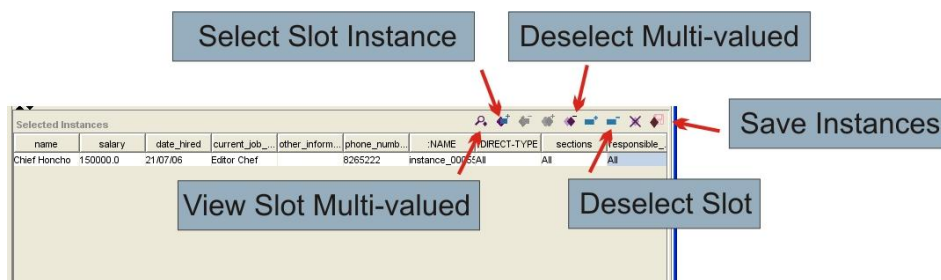 Select Slot Instance
Deselect Multi-valued
Selected Instances
Save Instances
name salary date_hired current_job_... other_inform... phone_numb... :NAME :DIRECT-TYPE sections responsible_...
Chief Honcho 150000.0 21/07/06 Editor Chef 8265222 instance_00055 All All All
View Slot Multi-valued
Deselect Slot